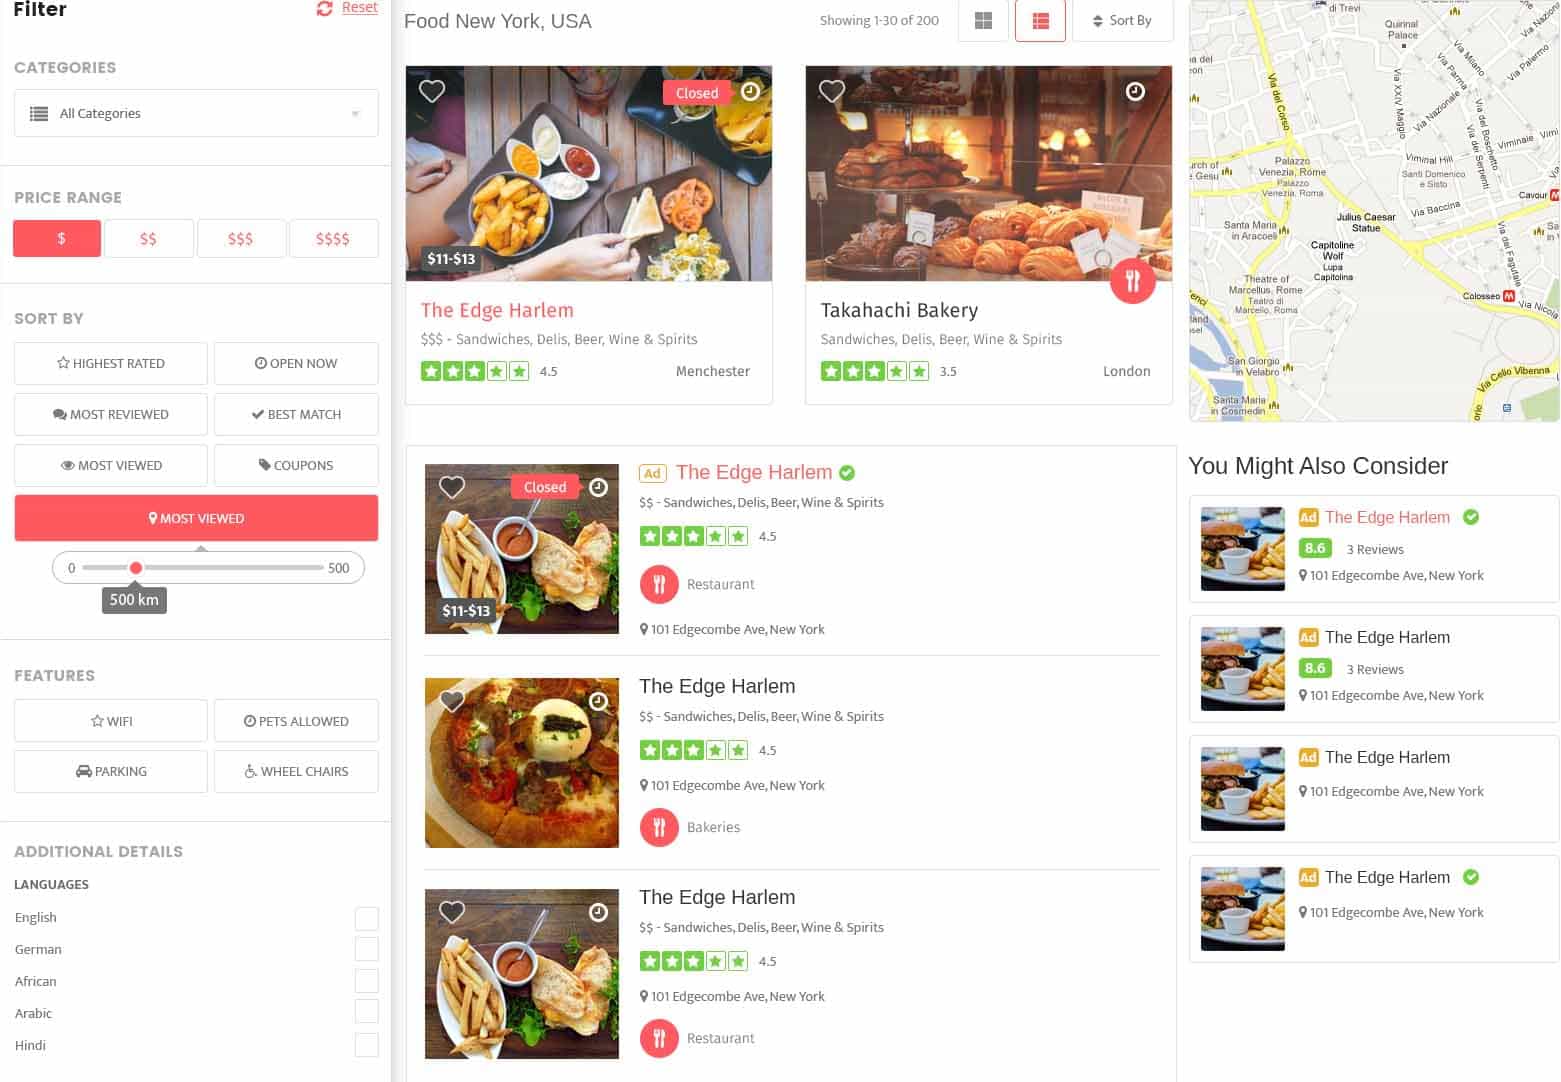 Filter
Reset
CATEGORIES
All Categories
PRICE RANGE
$
$$
$$$
$$$$
SORT BY
HIGHEST RATED
OPEN NOW
MOST REVIEWED
BEST MATCH
MOST VIEWED
COUPONS
MOST VIEWED
0
500
500 km
FEATURES
WIFI
PETS ALLOWED
PARKING
WHEEL CHAIRS
ADDITIONAL DETAILS
LANGUAGES
English
German
African
Arabic
Hindi
Food New York, USA
Showing 1-30 of 200
Sort By
Closed
$11-$13
The Edge Harlem
$$$ - Sandwiches, Delis, Beer, Wine & Spirits
4.5
Menchester
Takahachi Bakery
Sandwiches, Delis, Beer, Wine & Spirits
3.5
London
Closed
$11-$13
Ad
The Edge Harlem
$$ - Sandwiches, Delis, Beer, Wine & Spirits
4.5
Restaurant
101 Edgecombe Ave, New York
The Edge Harlem
$$ - Sandwiches, Delis, Beer, Wine & Spirits
4.5
101 Edgecombe Ave, New York
Bakeries
The Edge Harlem
$$ - Sandwiches, Delis, Beer, Wine & Spirits
4.5
101 Edgecombe Ave, New York
Restaurant
di Trevi
Quirinal
Palace
Via Nazionale
Via Milano
Via Parma
Via Palermo
Via del Corso
Via XXIV Maggio
Via Nazionale
Via del Boschetto
Via dei Serpenti
Viminale
Palazzo
Venezia, Rome
Palazzo
Venezia, Roma
Viminal Hill
Santi Domenico
e Sisto
Cavour M
Via Baccina
Julius Caesar
Statue
Santa Maria
in Aracoeli
Capitoline
Wolf
Lupa
Capitolina
Via del Fagutale
Theatre of
Marcellus, Rome
Teatro di
Marcello, Roma
Colosseo M
Via Nicola
San Giorgio
in Velabro
Via Celio Vibenna
Santa Maria
in Cosmedin
You Might Also Consider
Ad
The Edge Harlem
8.6
3 Reviews
101 Edgecombe Ave, New York
Ad
The Edge Harlem
8.6
3 Reviews
101 Edgecombe Ave, New York
Ad
The Edge Harlem
101 Edgecombe Ave, New York
Ad
The Edge Harlem
101 Edgecombe Ave, New York